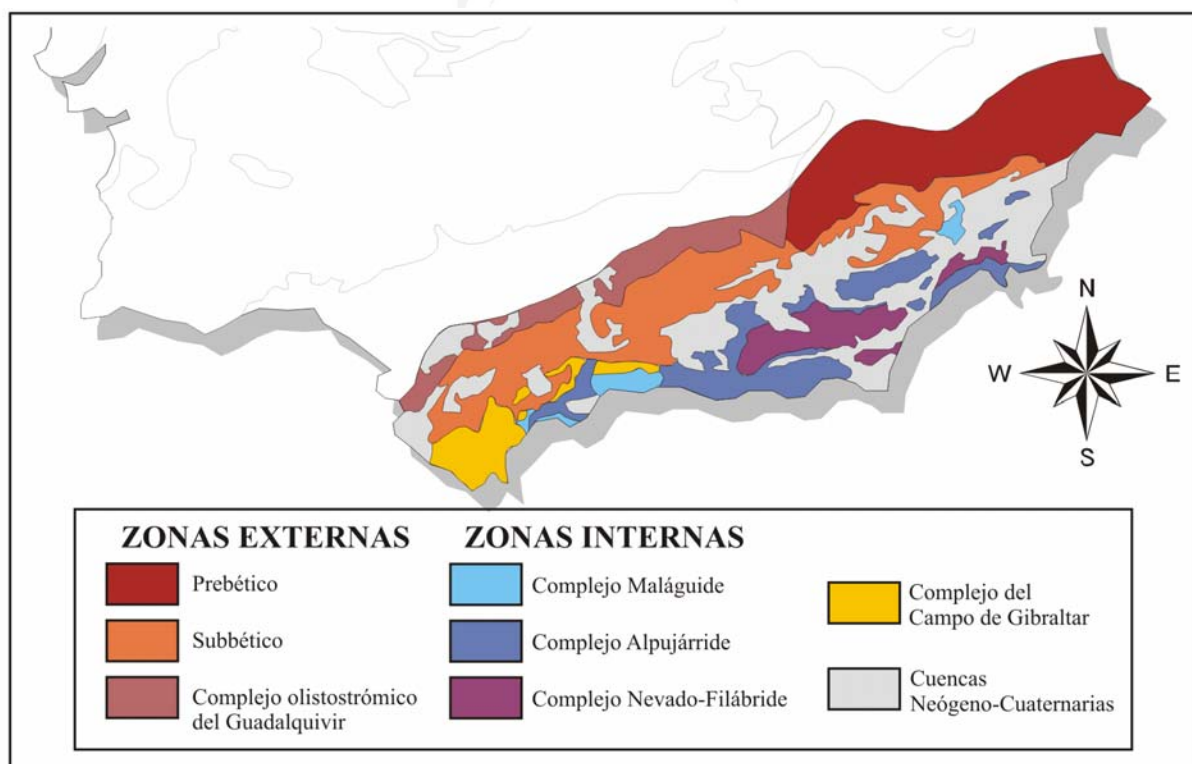 N
W E
S
ZONAS EXTERNAS
Prebético
Subbético
Complejo olistostrómico
del Guadalquivir
ZONAS INTERNAS
Complejo Maláguide
Complejo Alpujárride
Complejo Nevado-Filábride
Complejo del
Campo de Gibraltar
Cuencas
Neógeno-Cuaternarias